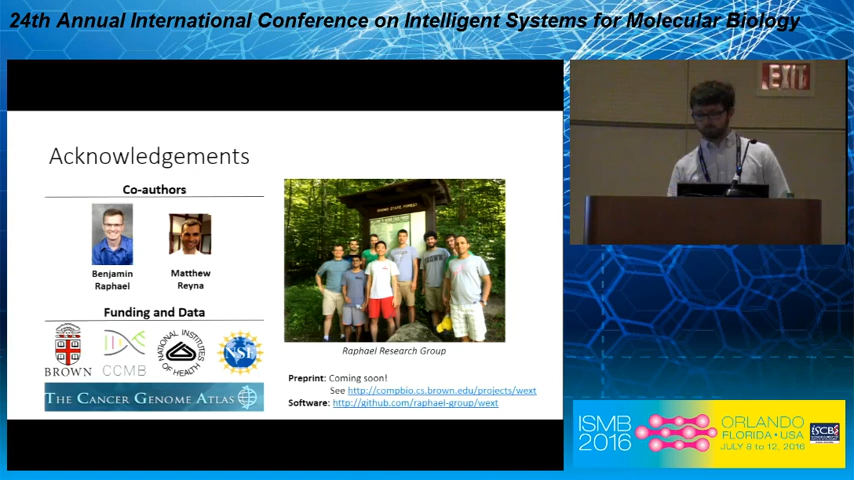 24th Annual International Conference on Intelligent Systems for Molecular Biology
EXIT
Acknowledgements
Co-authors
Benjamin
Raphael
Matthew
Reyna
Funding and Data
BROWN
CCMB
NATIONAL INSTITUTES
OF HEALTH
NSF
THE CANCER GENOME ATLAS
BROWN
Raphael Research Group
Preprint: Coming soon!
See http://compbio.cs.brown.edu/projects/wext
Software: http://github.com/raphael-group/wext
ISMB
2016
ORLANDO
FLORIDA • USA
JULY 8 to 12, 2016
ISCB